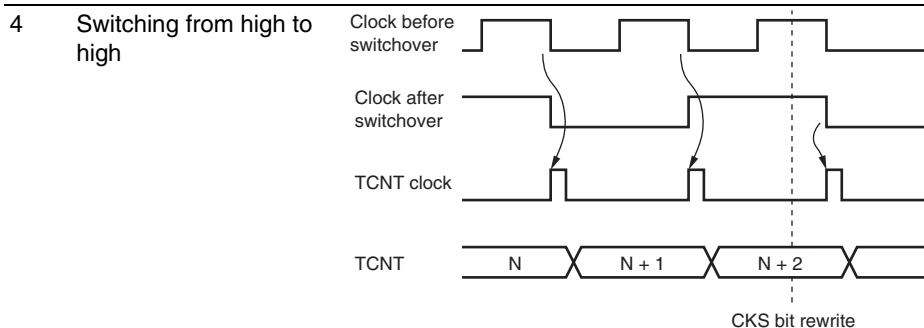 4 Switching from high to
high
Clock before
switchover
Clock after
switchover
TCNT clock
TCNT N N + 1 N + 2
CKS bit rewrite